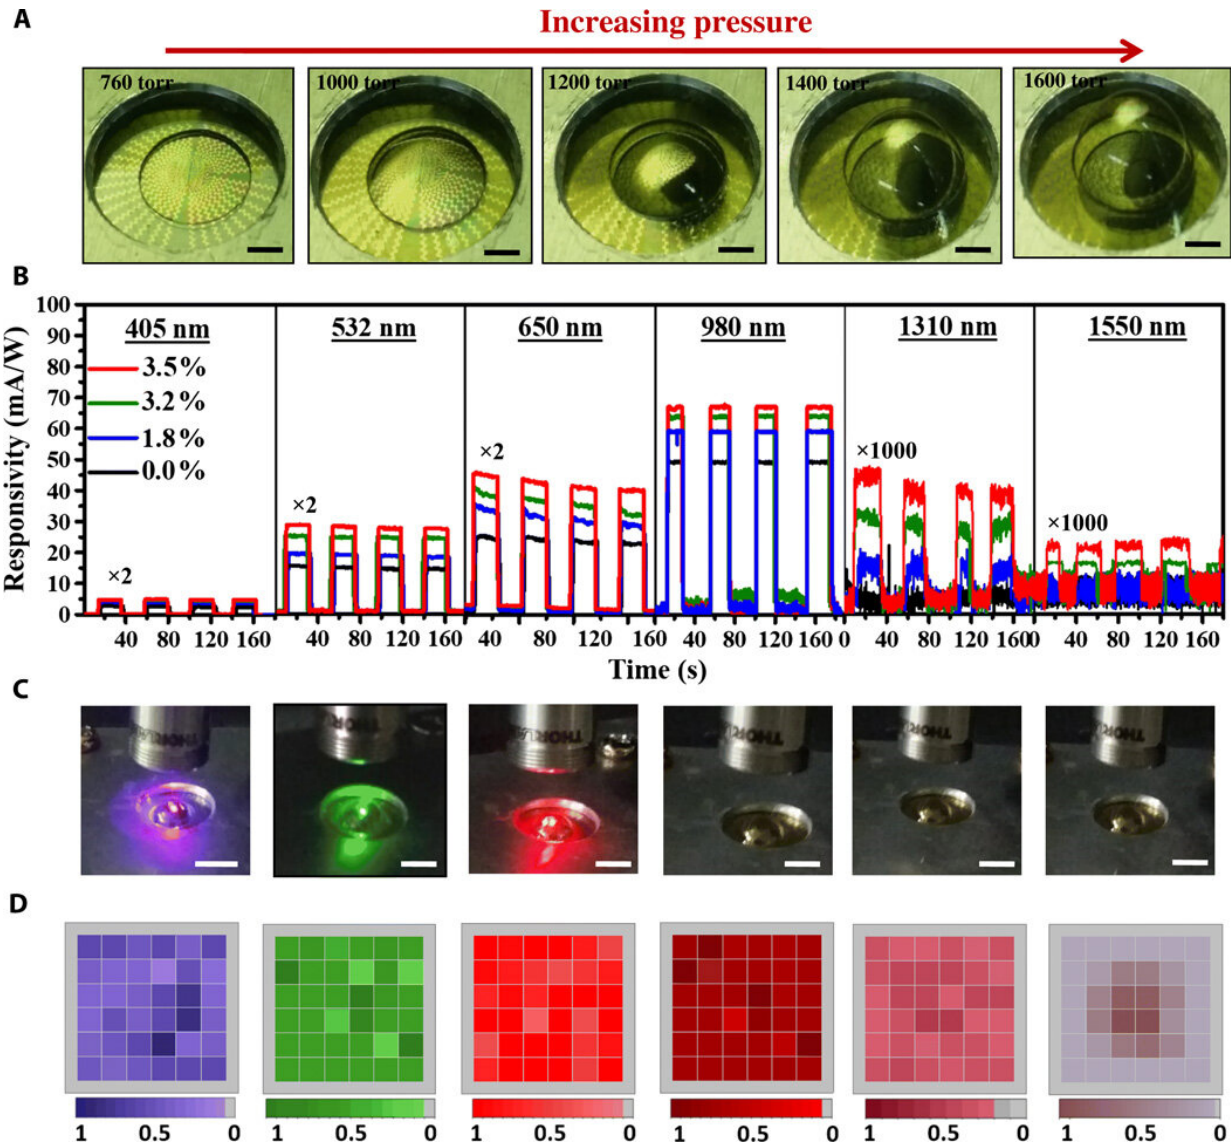 A
Increasing pressure
760 torr
1000 torr
1200 torr
1400 torr
1600 torr
B
Responsivity (mA/W)
100
90
80
70
60
50
40
30
20
10
0
405 nm
532 nm
650 nm
980 nm
1310 nm
1550 nm
3.5%
3.2%
1.8%
0.0%
×2
×2
×2
×1000
×1000
40 80 120 160
40 80 120 160
40 80 120 160
40 80 120 160
0 40 80 120 160
0 40 80 120 160
Time (s)
C
THORLA
D
1 0.5 0
1 0.5 0
1 0.5 0
1 0.5 0
1 0.5 0
1 0.5 0